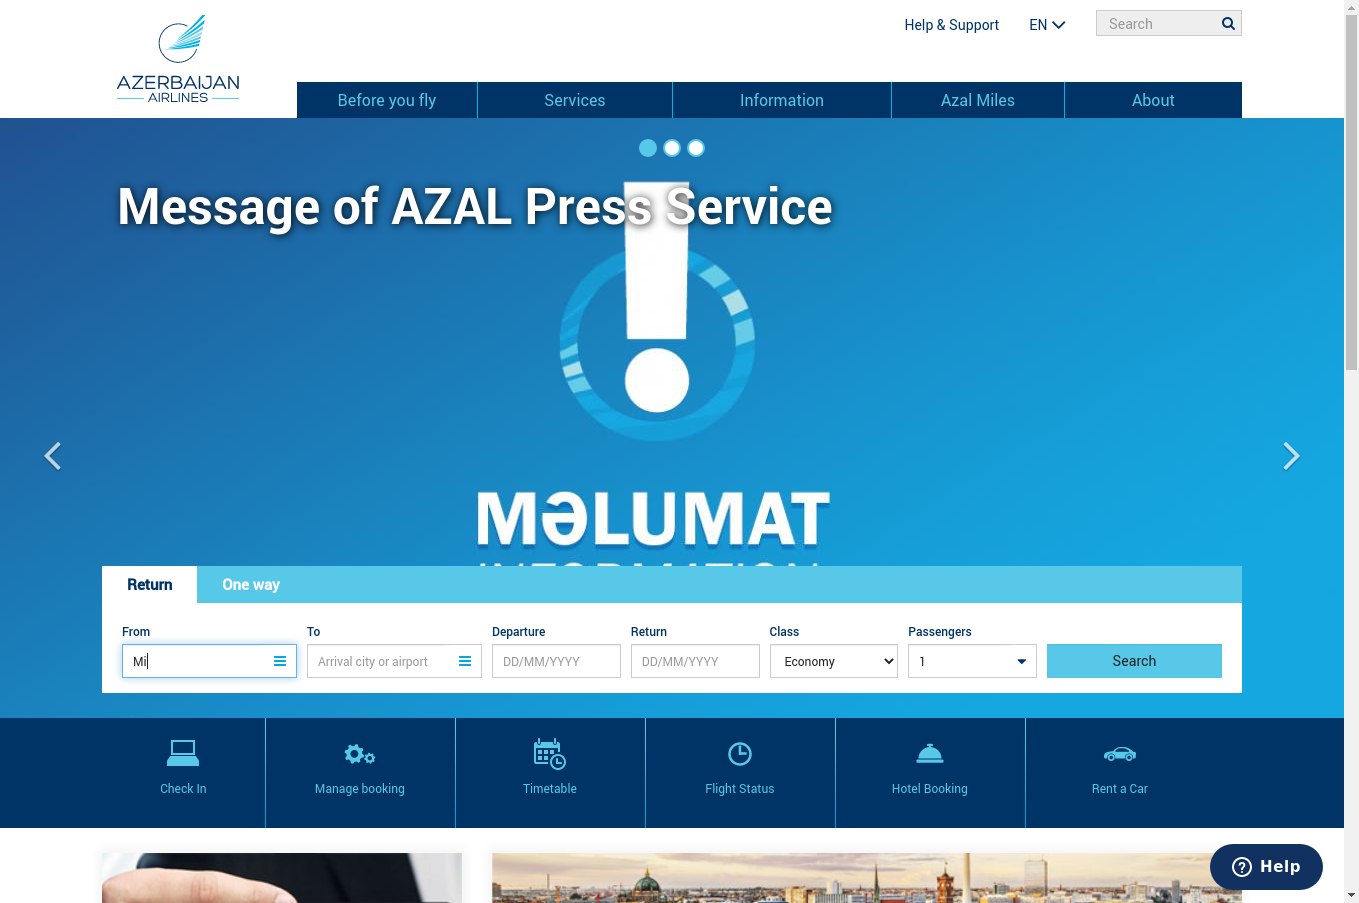 AZERBAIJAN
AIRLINES
Help & Support
EN
Search
Before you fly
Services
Information
Azal Miles
About
Message of AZAL Press Service
MƏLUMAT
INFORMATION
Return
One way
From
To
Departure
Return
Class
Passengers
Mi
Arrival city or airport
DD/MM/YYYY
DD/MM/YYYY
Economy
1
Search
Check In
Manage booking
Timetable
Flight Status
Hotel Booking
Rent a Car
Help